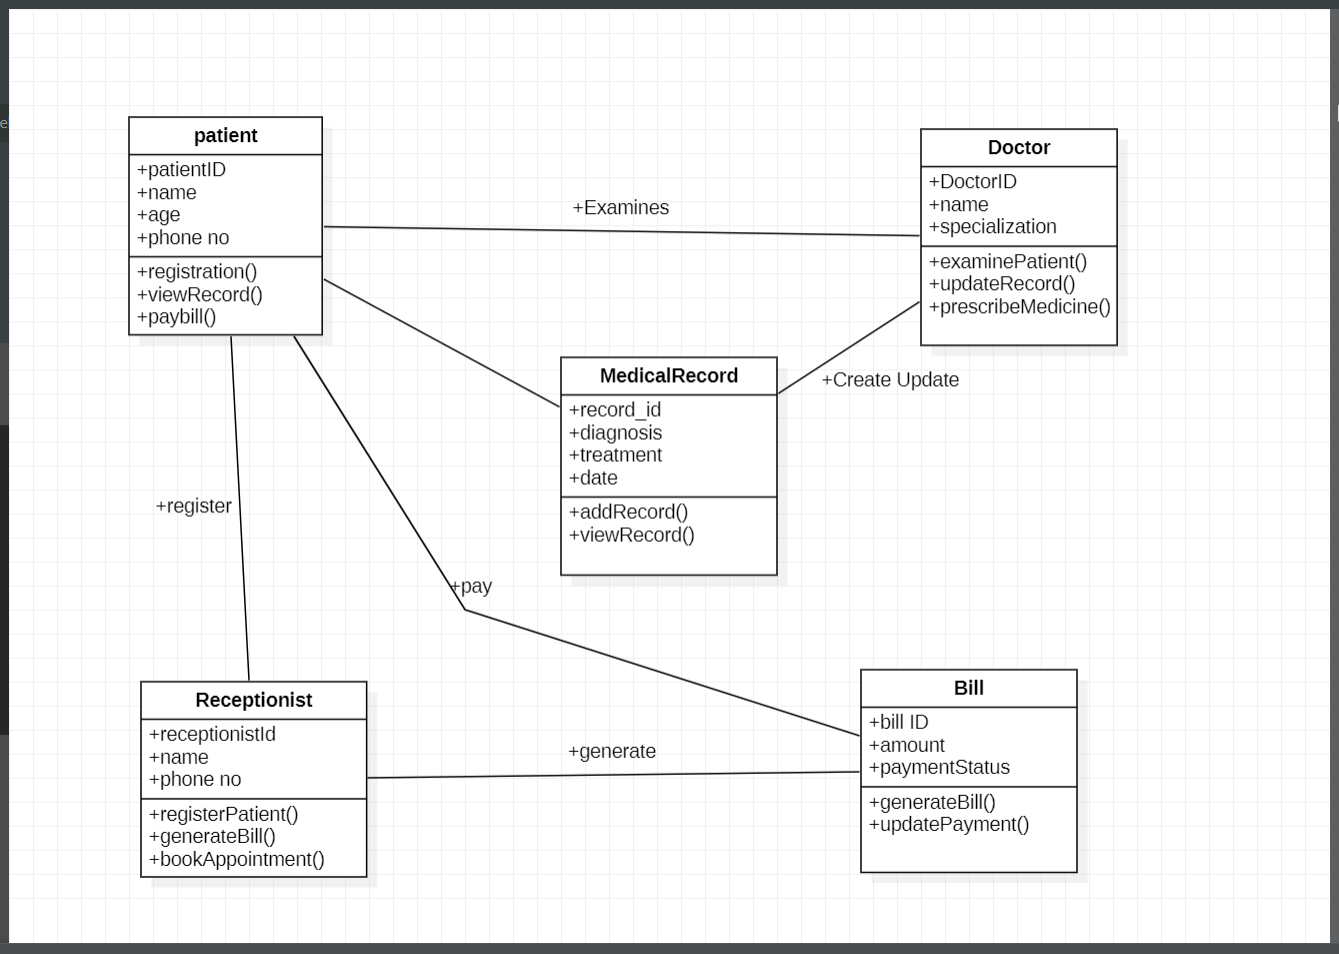 patient
+patientID
+name
+age
+phone no
+registration()
+viewRecord()
+paybill()
+Examines
Doctor
+DoctorID
+name
+specialization
+examinePatient()
+updateRecord()
+prescribeMedicine()
MedicalRecord
+record_id
+diagnosis
+treatment
+date
+addRecord()
+viewRecord()
+Create Update
+register
+pay
Receptionist
+receptionistId
+name
+phone no
+registerPatient()
+generateBill()
+bookAppointment()
+generate
Bill
+bill ID
+amount
+paymentStatus
+generateBill()
+updatePayment()